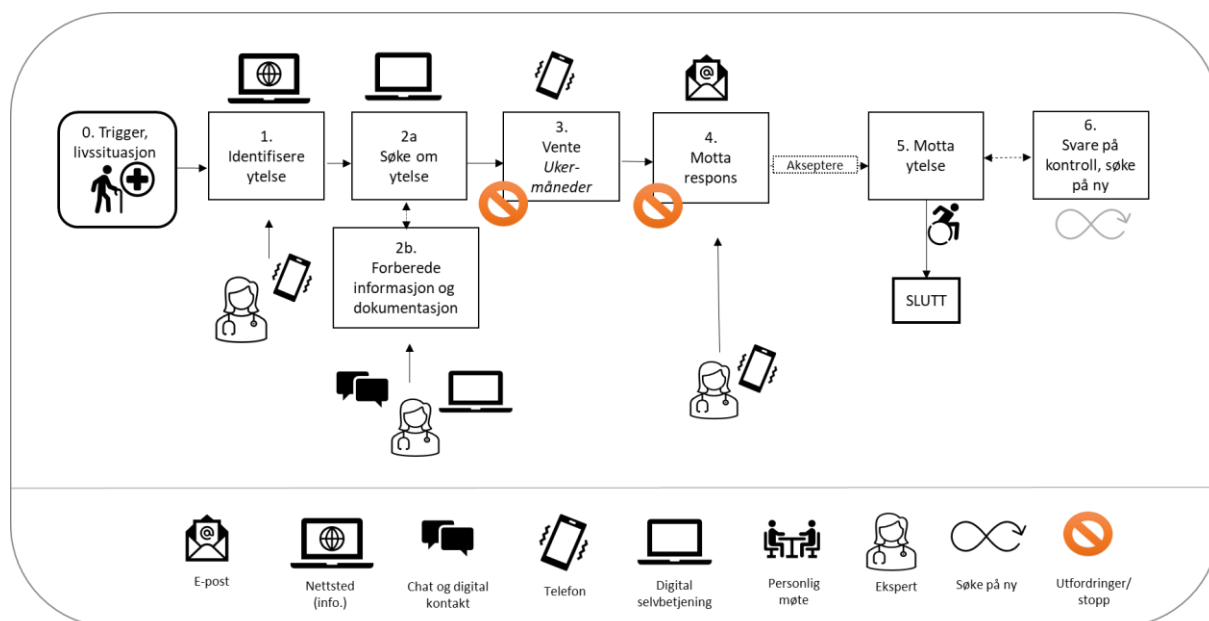 0. Trigger,
livssituasjon
1.
Identifisere
ytelse
2a
Søke om
ytelse
3.
Vente
Uker-
måneder
4.
Motta
respons
Akseptere
5. Motta
ytelse
6.
Svare på
kontroll, søke
på ny
2b.
Forberede
informasjon og
dokumentasjon
SLUTT
E-post
Nettsted
(info.)
Chat og digital
kontakt
Telefon
Digital
selvbetjening
Personlig
møte
Ekspert
Søke på ny
Utfordringer/
stopp